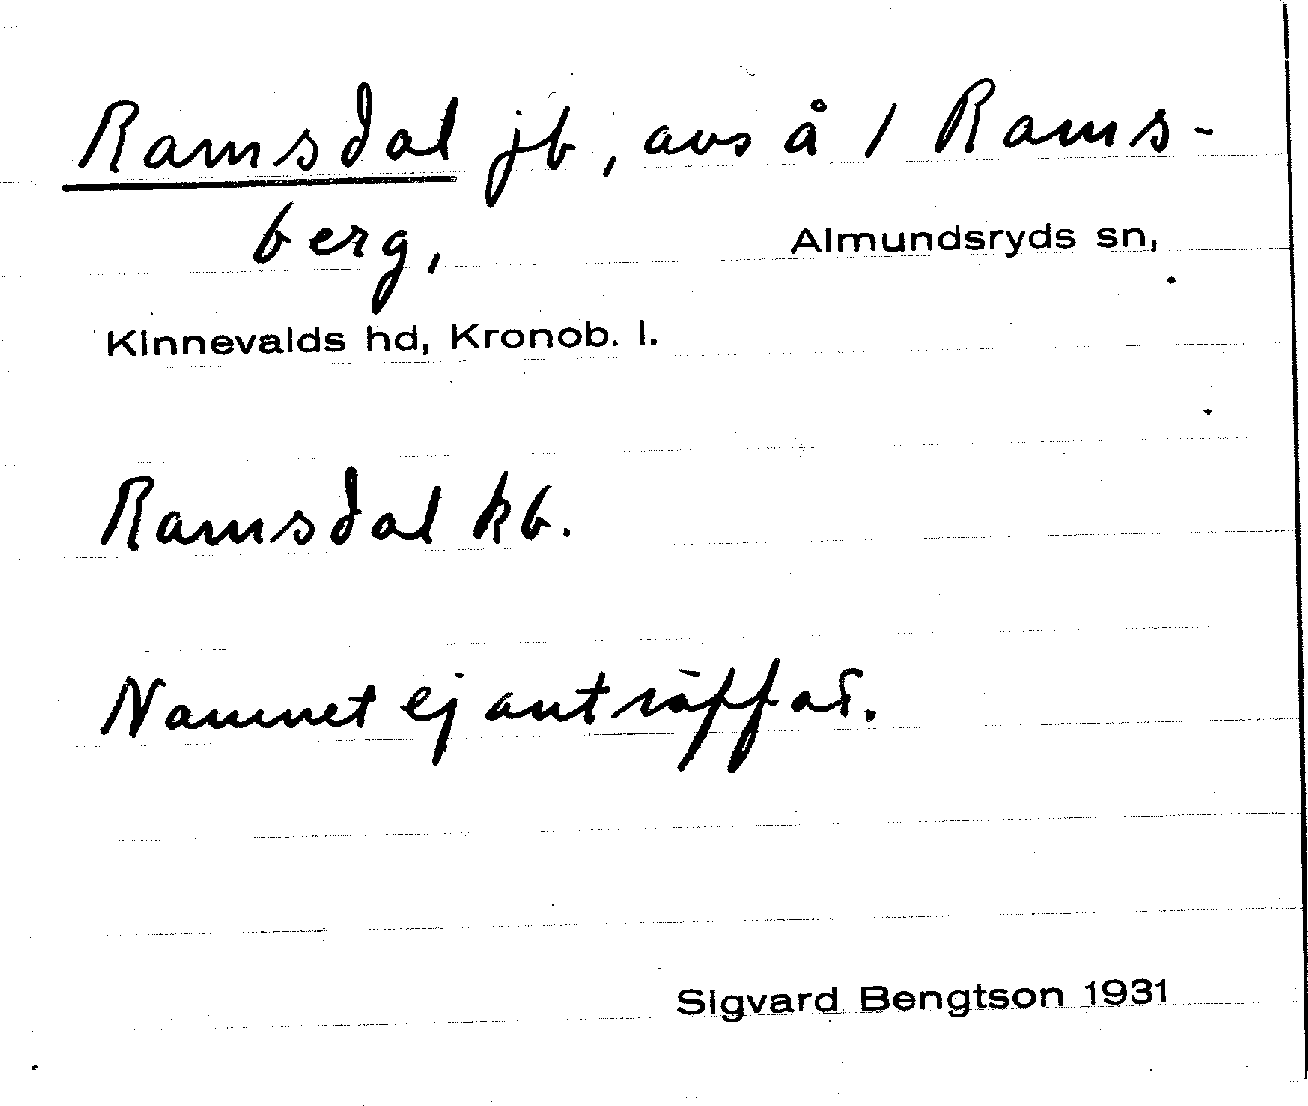 Ramsdal jb, avs å 1 Rams-
berg, Almundsryds sn,
Kinnevalds hd, Kronob. l.
Ramsdal kb.
Namnet ej anträffat.
Sigvard Bengtson 1931